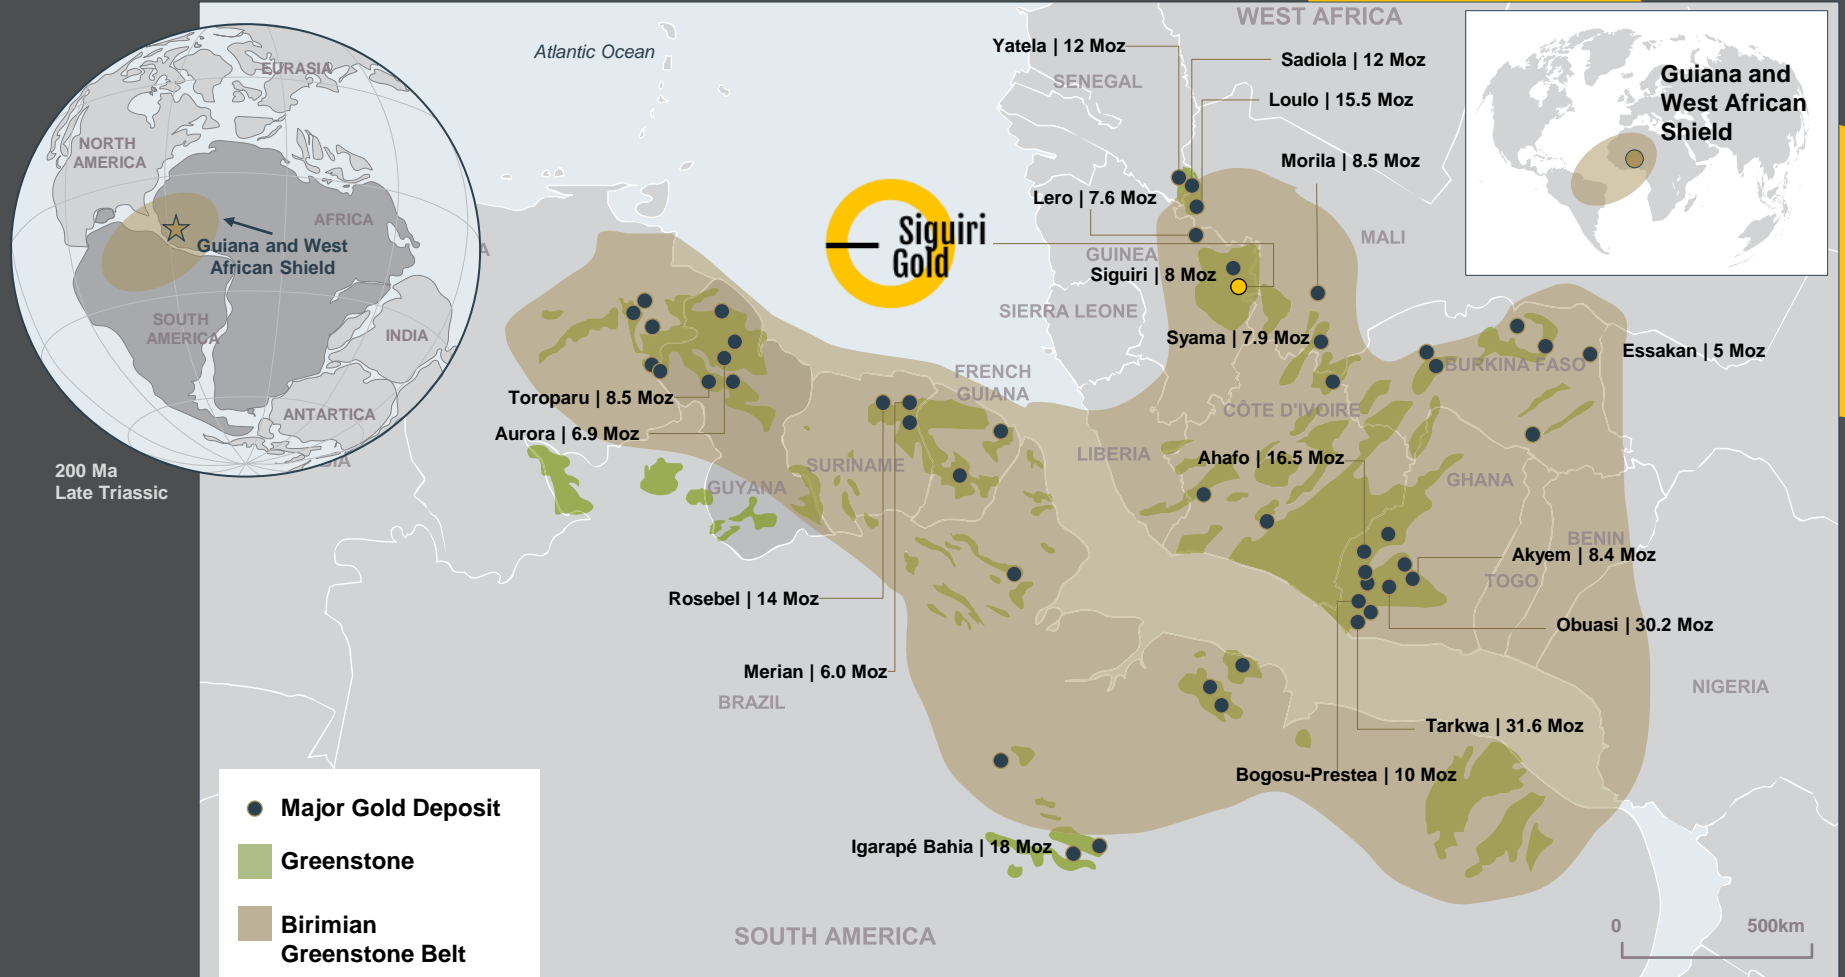 WEST AFRICA
Atlantic Ocean
EURASIA
NORTH
AMERICA
AFRICA
Guiana and West
African Shield
SOUTH
AMERICA
INDIA
ANTARTICA
200 Ma
Late Triassic
Yatela | 12 Moz
Sadiola | 12 Moz
SENEGAL
Loulo | 15.5 Moz
Morila | 8.5 Moz
Lero | 7.6 Moz
Guiana and
West African
Shield
Siguiri
Gold
MALI
GUINEA
Siguiri | 8 Moz
SIERRA LEONE
Syama | 7.9 Moz
Essakan | 5 Moz
BURKINA FASO
FRENCH
GUIANA
Toroparu | 8.5 Moz
Aurora | 6.9 Moz
CÔTE D'IVOIRE
LIBERIA
Ahafo | 16.5 Moz
SURINAME
GUYANA
GHANA
BENIN
Akyem | 8.4 Moz
TOGO
Rosebel | 14 Moz
Obuasi | 30.2 Moz
Merian | 6.0 Moz
NIGERIA
BRAZIL
Tarkwa | 31.6 Moz
Bogosu-Prestea | 10 Moz
Igarapé Bahia | 18 Moz
Major Gold Deposit
Greenstone
Birimian
Greenstone Belt
SOUTH AMERICA
0 500km